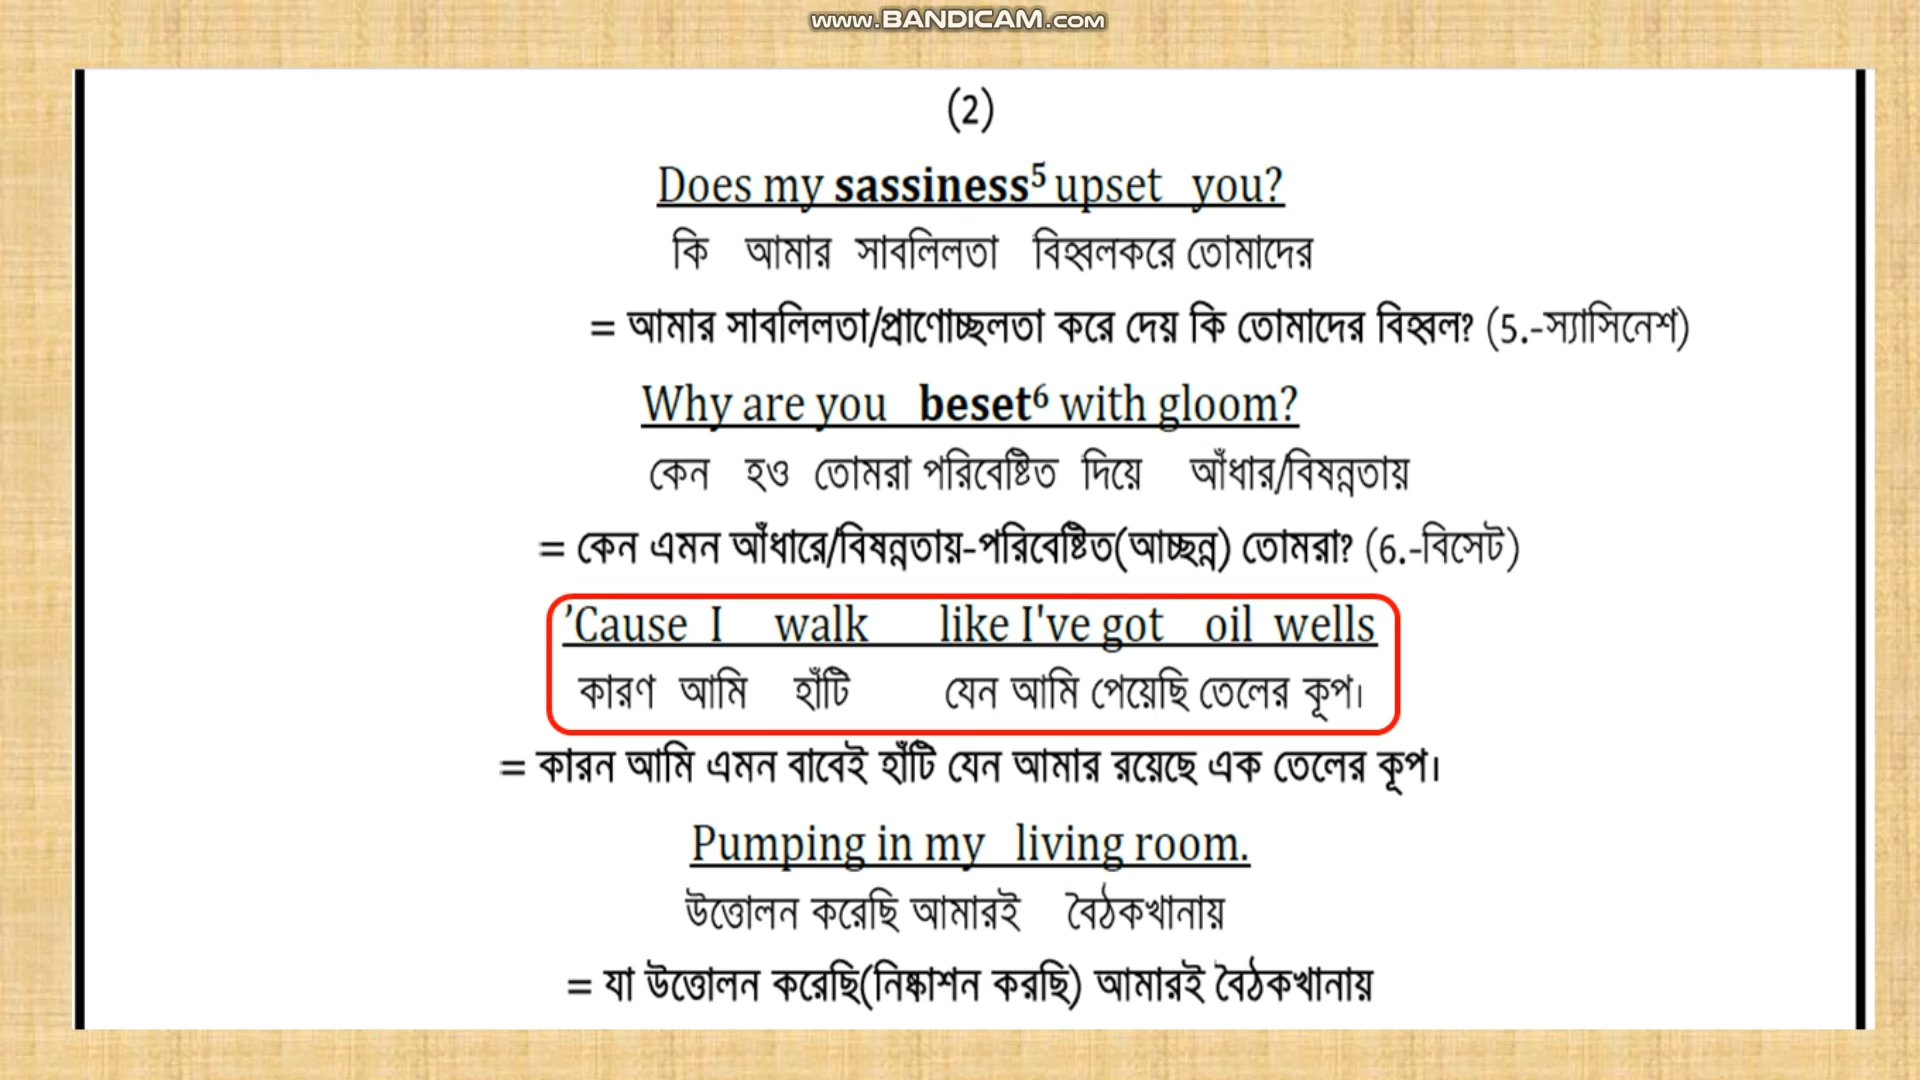 www.BANDICAM.com
(2)
Does my sassiness⁵ upset you?
কি আমার সাবলিলতা বিহ্বলকরে তোমাদের
= আমার সাবলিলতা/প্রাণোচ্ছলতা করে দেয় কি তোমাদের বিহ্বল? (5.-স্যাসিনেশ)
Why are you beset⁶ with gloom?
কেন হও তোমরা পরিবেষ্টিত দিয়ে আঁধার/বিষন্নতায়
= কেন এমন আঁধারে/বিষন্নতায়-পরিবেষ্টিত(আচ্ছন্ন) তোমরা? (6.-বিসেট)
’Cause I walk like I've got oil wells
কারণ আমি হাঁটি যেন আমি পেয়েছি তেলের কূপ।
= কারন আমি এমন বাবেই হাঁটি যেন আমার রয়েছে এক তেলের কূপ।
Pumping in my living room.
উত্তোলন করেছি আমারই বৈঠকখানায়
= যা উত্তোলন করেছি(নিষ্কাশন করছি) আমারই বৈঠকখানায়